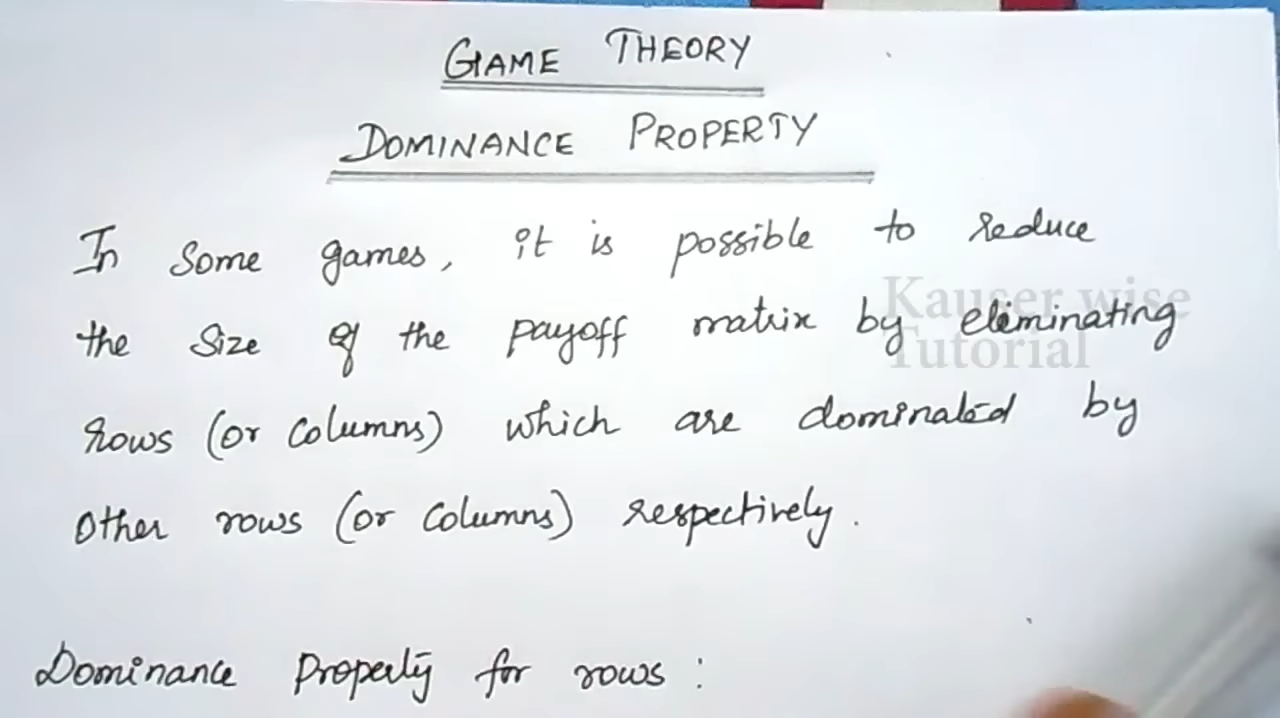 GAME THEORY
DOMINANCE PROPERTY
In Some games, it is possible to reduce
Kauser wise
the Size of the payoff matrix by eliminating
Tutorial
rows (or Columns) which are dominated by
Other rows (or Columns) respectively.
Dominance Property for rows :